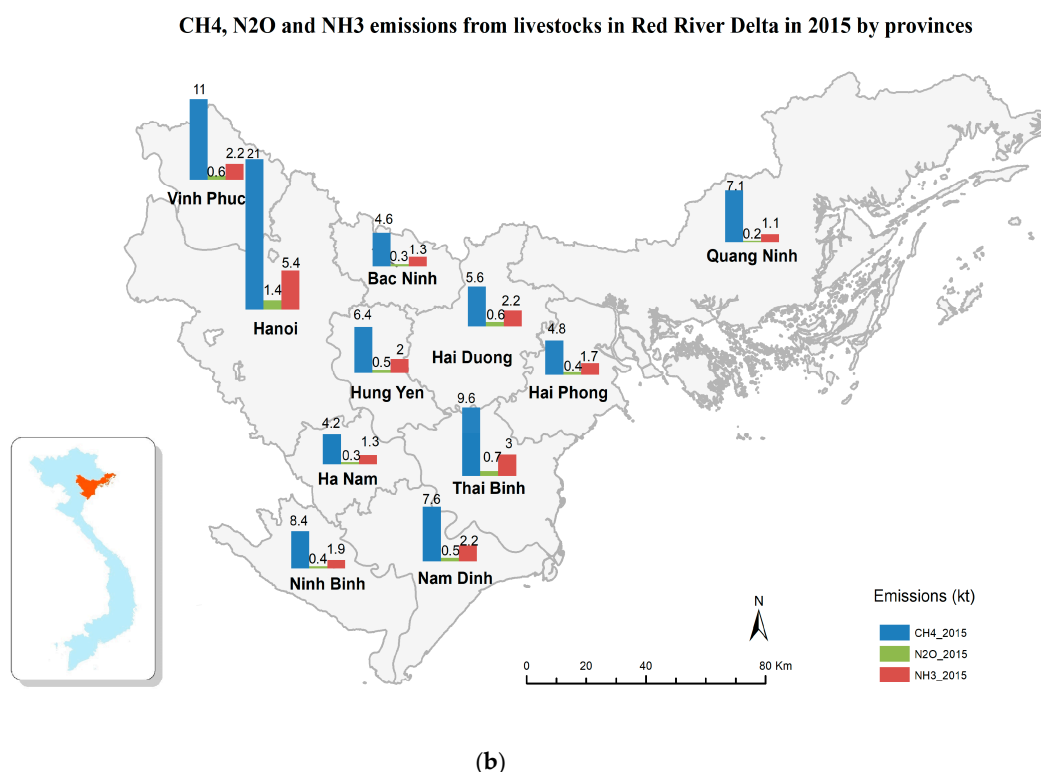 CH4, N2O and NH3 emissions from livestocks in Red River Delta in 2015 by provinces
11
0.6
2.2
Vinh Phuc
21
1.4
5.4
Hanoi
4.6
0.3
1.3
Bac Ninh
7.1
0.2
1.1
Quang Ninh
5.6
0.6
2.2
Hai Duong
6.4
0.5
2
Hung Yen
4.8
0.4
1.7
Hai Phong
4.2
0.3
1.3
Ha Nam
9.6
0.7
3
Thai Binh
8.4
0.4
1.9
Ninh Binh
7.6
0.5
2.2
Nam Dinh
N
0 20 40 80 Km
Emissions (kt)
CH4_2015
N2O_2015
NH3_2015
(b)